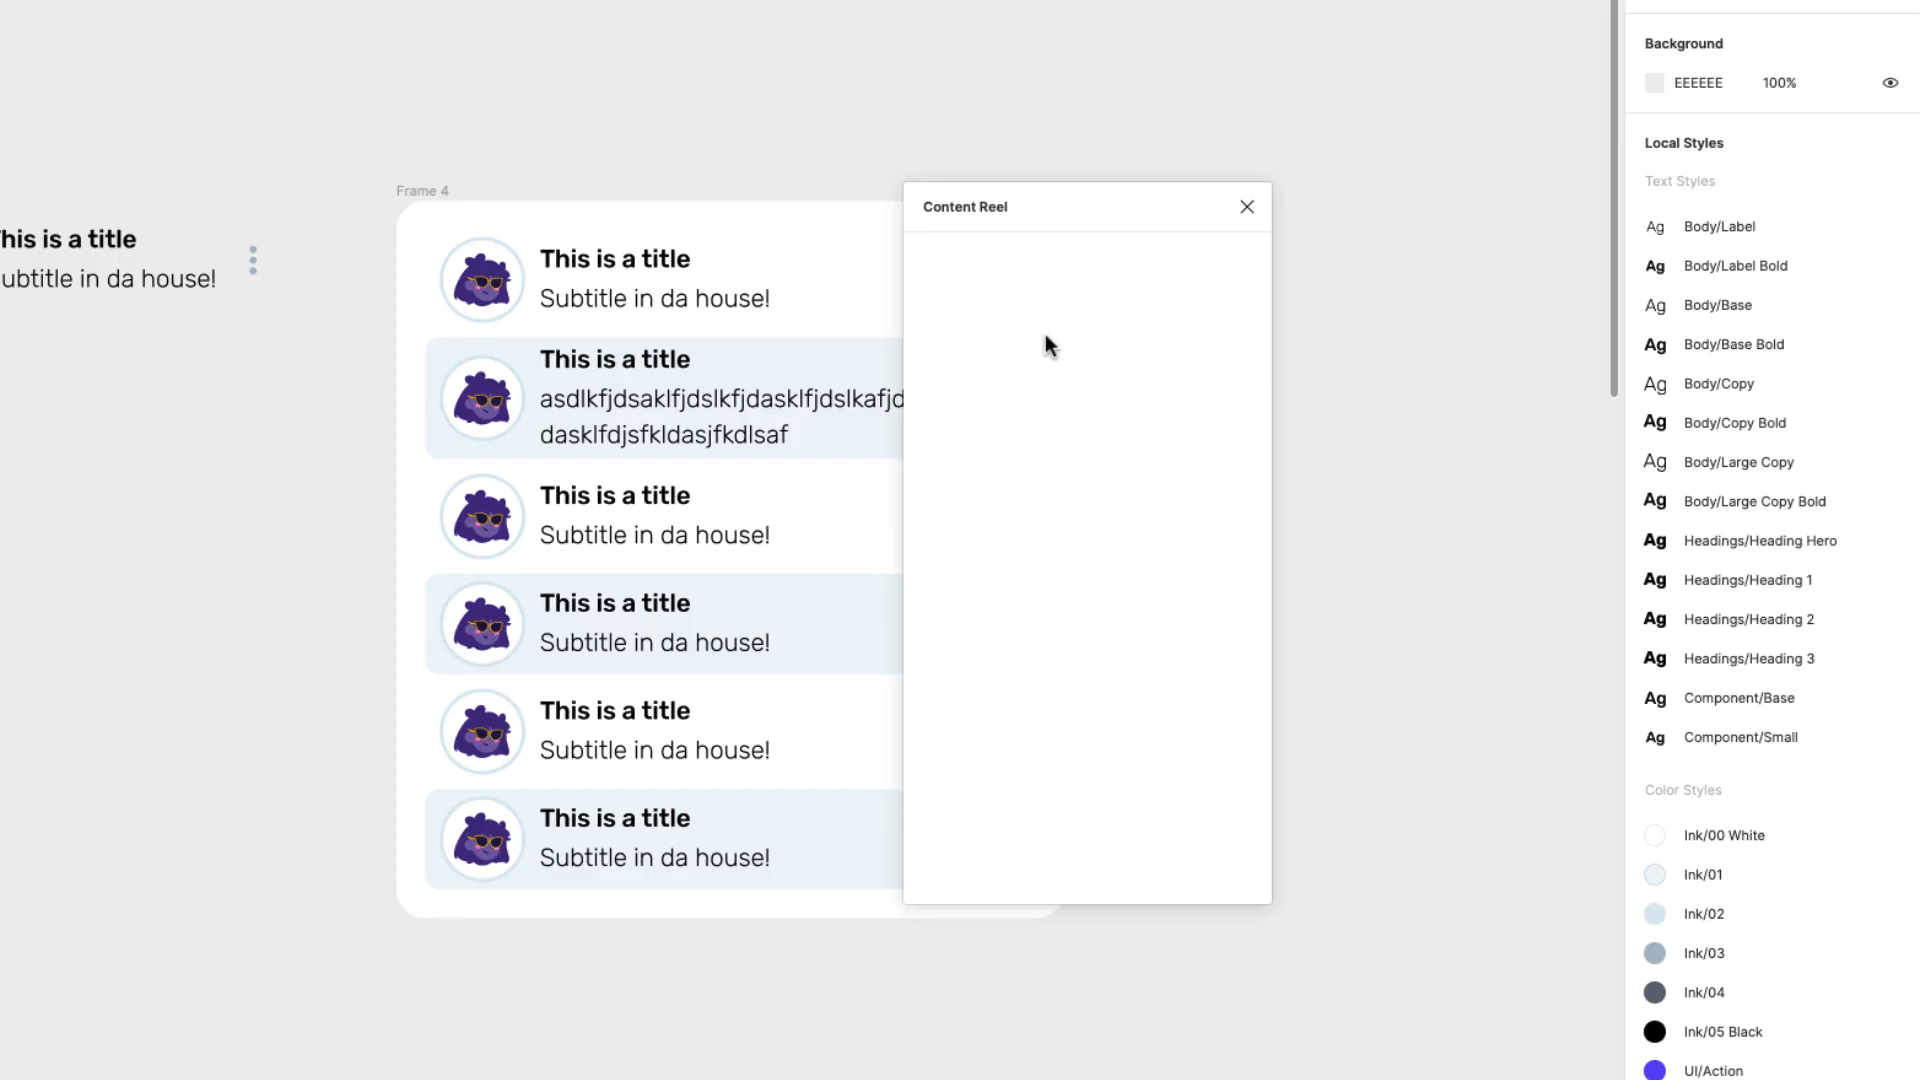 his is a title
ubtitle in da house!
Frame 4
This is a title
Subtitle in da house!
This is a title
asdlkfjdsaklfjdslkfjdasklfjdslkafjd
dasklfdjsfkldasjfkdlsaf
This is a title
Subtitle in da house!
This is a title
Subtitle in da house!
This is a title
Subtitle in da house!
This is a title
Subtitle in da house!
Content Reel
Background
EEEEEE 100%
Local Styles
Text Styles
Ag Body/Label
Ag Body/Label Bold
Ag Body/Base
Ag Body/Base Bold
Ag Body/Copy
Ag Body/Copy Bold
Ag Body/Large Copy
Ag Body/Large Copy Bold
Ag Headings/Heading Hero
Ag Headings/Heading 1
Ag Headings/Heading 2
Ag Headings/Heading 3
Ag Component/Base
Ag Component/Small
Color Styles
Ink/00 White
Ink/01
Ink/02
Ink/03
Ink/04
Ink/05 Black
UI/Action